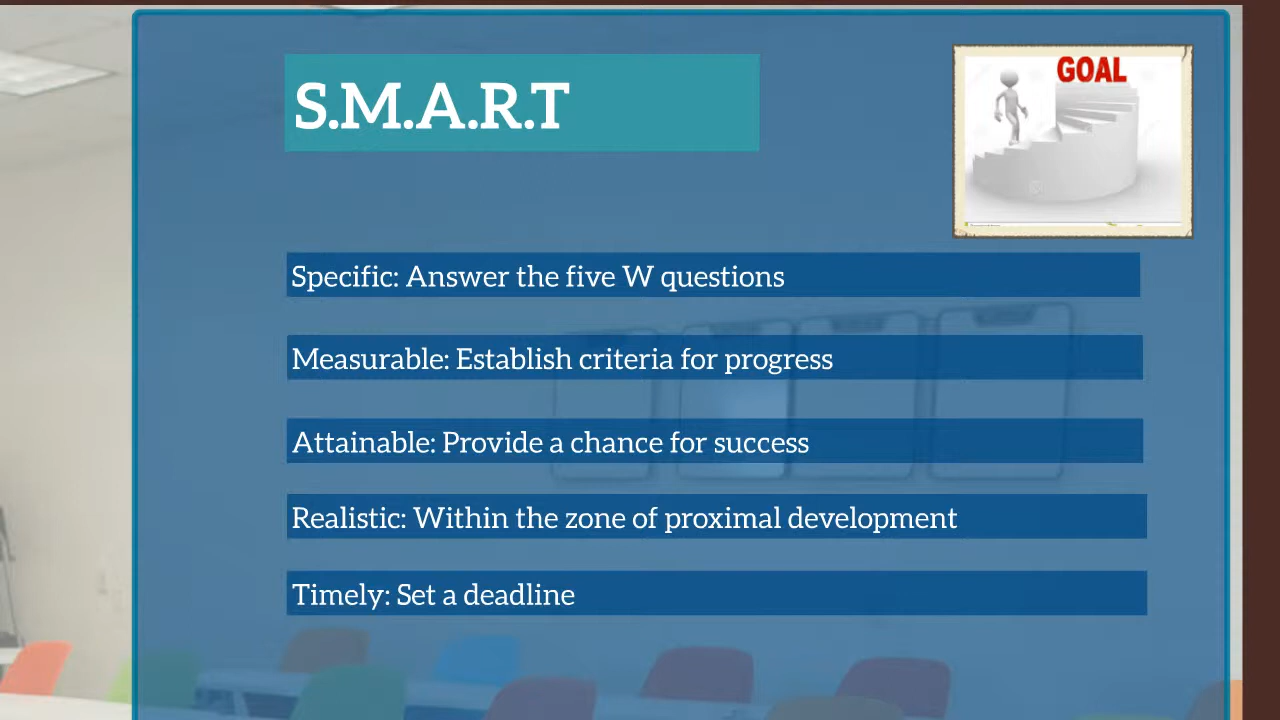 S.M.A.R.T
GOAL
Specific: Answer the five W questions
Measurable: Establish criteria for progress
Attainable: Provide a chance for success
Realistic: Within the zone of proximal development
Timely: Set a deadline